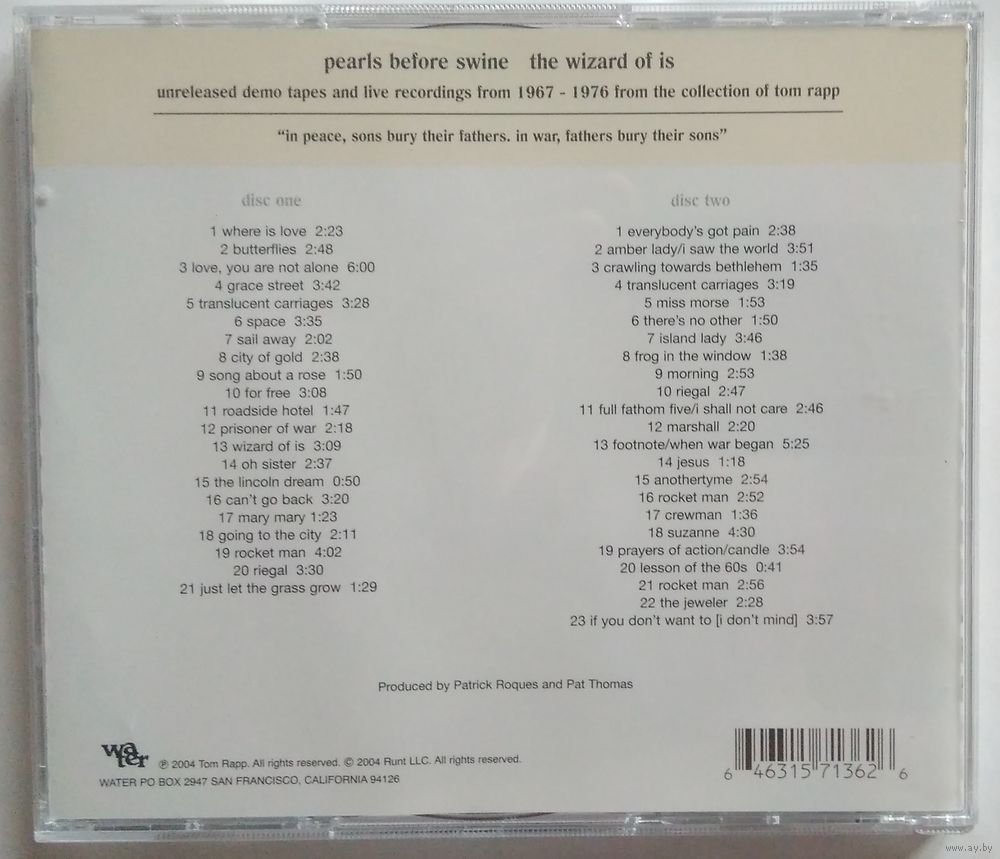 pearls before swine the wizard of is
unreleased demo tapes and live recordings from 1967 - 1976 from the collection of tom rapp
“in peace, sons bury their fathers. in war, fathers bury their sons”
disc one
1 where is love 2:23
2 butterflies 2:48
3 love, you are not alone 6:00
4 grace street 3:42
5 translucent carriages 3:28
6 space 3:35
7 sail away 2:02
8 city of gold 2:38
9 song about a rose 1:50
10 for free 3:08
11 roadside hotel 1:47
12 prisoner of war 2:18
13 wizard of is 3:09
14 oh sister 2:37
15 the lincoln dream 0:50
16 can't go back 3:20
17 mary mary 1:23
18 going to the city 2:11
19 rocket man 4:02
20 riegal 3:30
21 just let the grass grow 1:29
disc two
1 everybody's got pain 2:38
2 amber lady/i saw the world 3:51
3 crawling towards bethlehem 1:35
4 translucent carriages 3:19
5 miss morse 1:53
6 there's no other 1:50
7 island lady 3:46
8 frog in the window 1:38
9 morning 2:53
10 riegal 2:47
11 full fathom five/i shall not care 2:46
12 marshall 2:20
13 footnote/when war began 5:25
14 jesus 1:18
15 anothertyme 2:54
16 rocket man 2:52
17 crewman 1:36
18 suzanne 4:30
19 prayers of action/candle 3:54
20 lesson of the 60s 0:41
21 rocket man 2:56
22 the jeweler 2:28
23 if you don't want to [i don't mind] 3:57
Produced by Patrick Roques and Pat Thomas
water
℗ 2004 Tom Rapp. All rights reserved. © 2004 Runt LLC. All rights reserved.
WATER PO BOX 2947 SAN FRANCISCO, CALIFORNIA 94126
6 46315 71362 6
www.ay.by